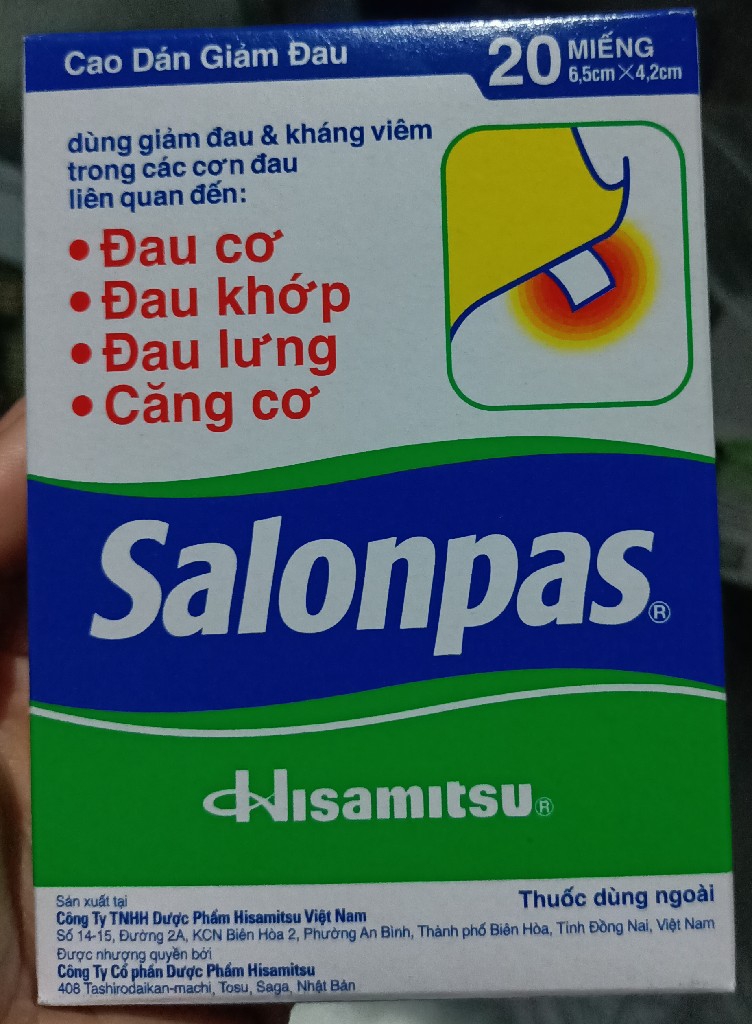 Cao Dán Giảm Đau
20 MIẾNG
6,5cm×4,2cm
dùng giảm đau & kháng viêm
trong các cơn đau
liên quan đến:
• Đau cơ
• Đau khớp
• Đau lưng
• Căng cơ
Salonpas®
Hisamitsu®
Thuốc dùng ngoài
Sản xuất tại
Công Ty TNHH Dược Phẩm Hisamitsu Việt Nam
Số 14-15, Đường 2A, KCN Biên Hòa 2, Phường An Bình, Thành phố Biên Hòa, Tỉnh Đồng Nai, Việt Nam
Được nhượng quyền bởi
Công Ty Cổ phần Dược Phẩm Hisamitsu
408 Tashirodaikan-machi, Tosu, Saga, Nhật Bản